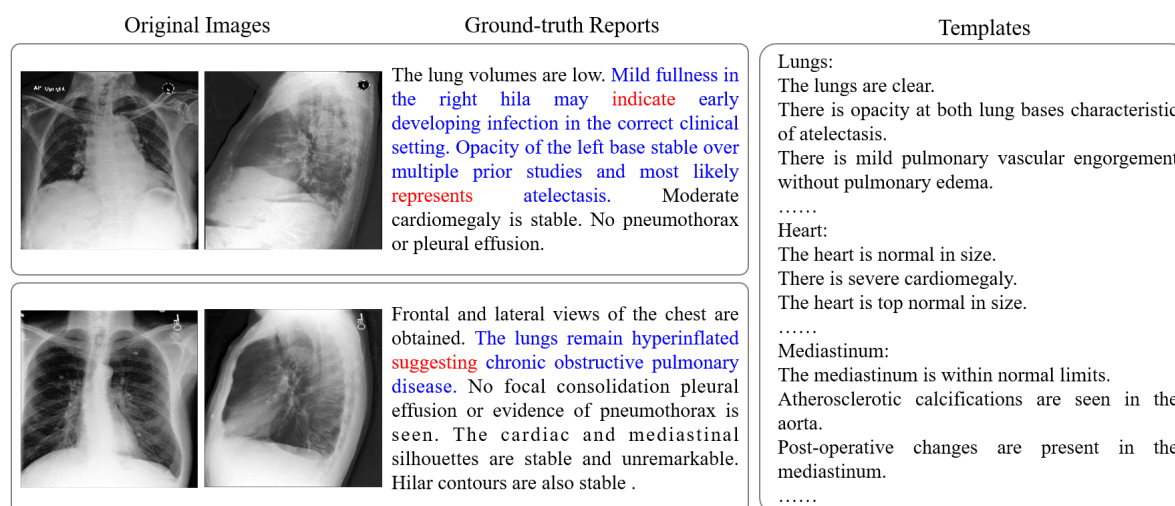 Original Images
Ground-truth Reports
Templates
The lung volumes are low. Mild fullness in
the right hila may indicate early
developing infection in the correct clinical
setting. Opacity of the left base stable over
multiple prior studies and most likely
represents atelectasis. Moderate
cardiomegaly is stable. No pneumothorax
or pleural effusion.
Frontal and lateral views of the chest are
obtained. The lungs remain hyperinflated
suggesting chronic obstructive pulmonary
disease. No focal consolidation pleural
effusion or evidence of pneumothorax is
seen. The cardiac and mediastinal
silhouettes are stable and unremarkable.
Hilar contours are also stable .
Lungs:
The lungs are clear.
There is opacity at both lung bases characteristic
of atelectasis.
There is mild pulmonary vascular engorgement
without pulmonary edema.
……
Heart:
The heart is normal in size.
There is severe cardiomegaly.
The heart is top normal in size.
……
Mediastinum:
The mediastinum is within normal limits.
Atherosclerotic calcifications are seen in the
aorta.
Post-operative changes are present in the
mediastinum.
……